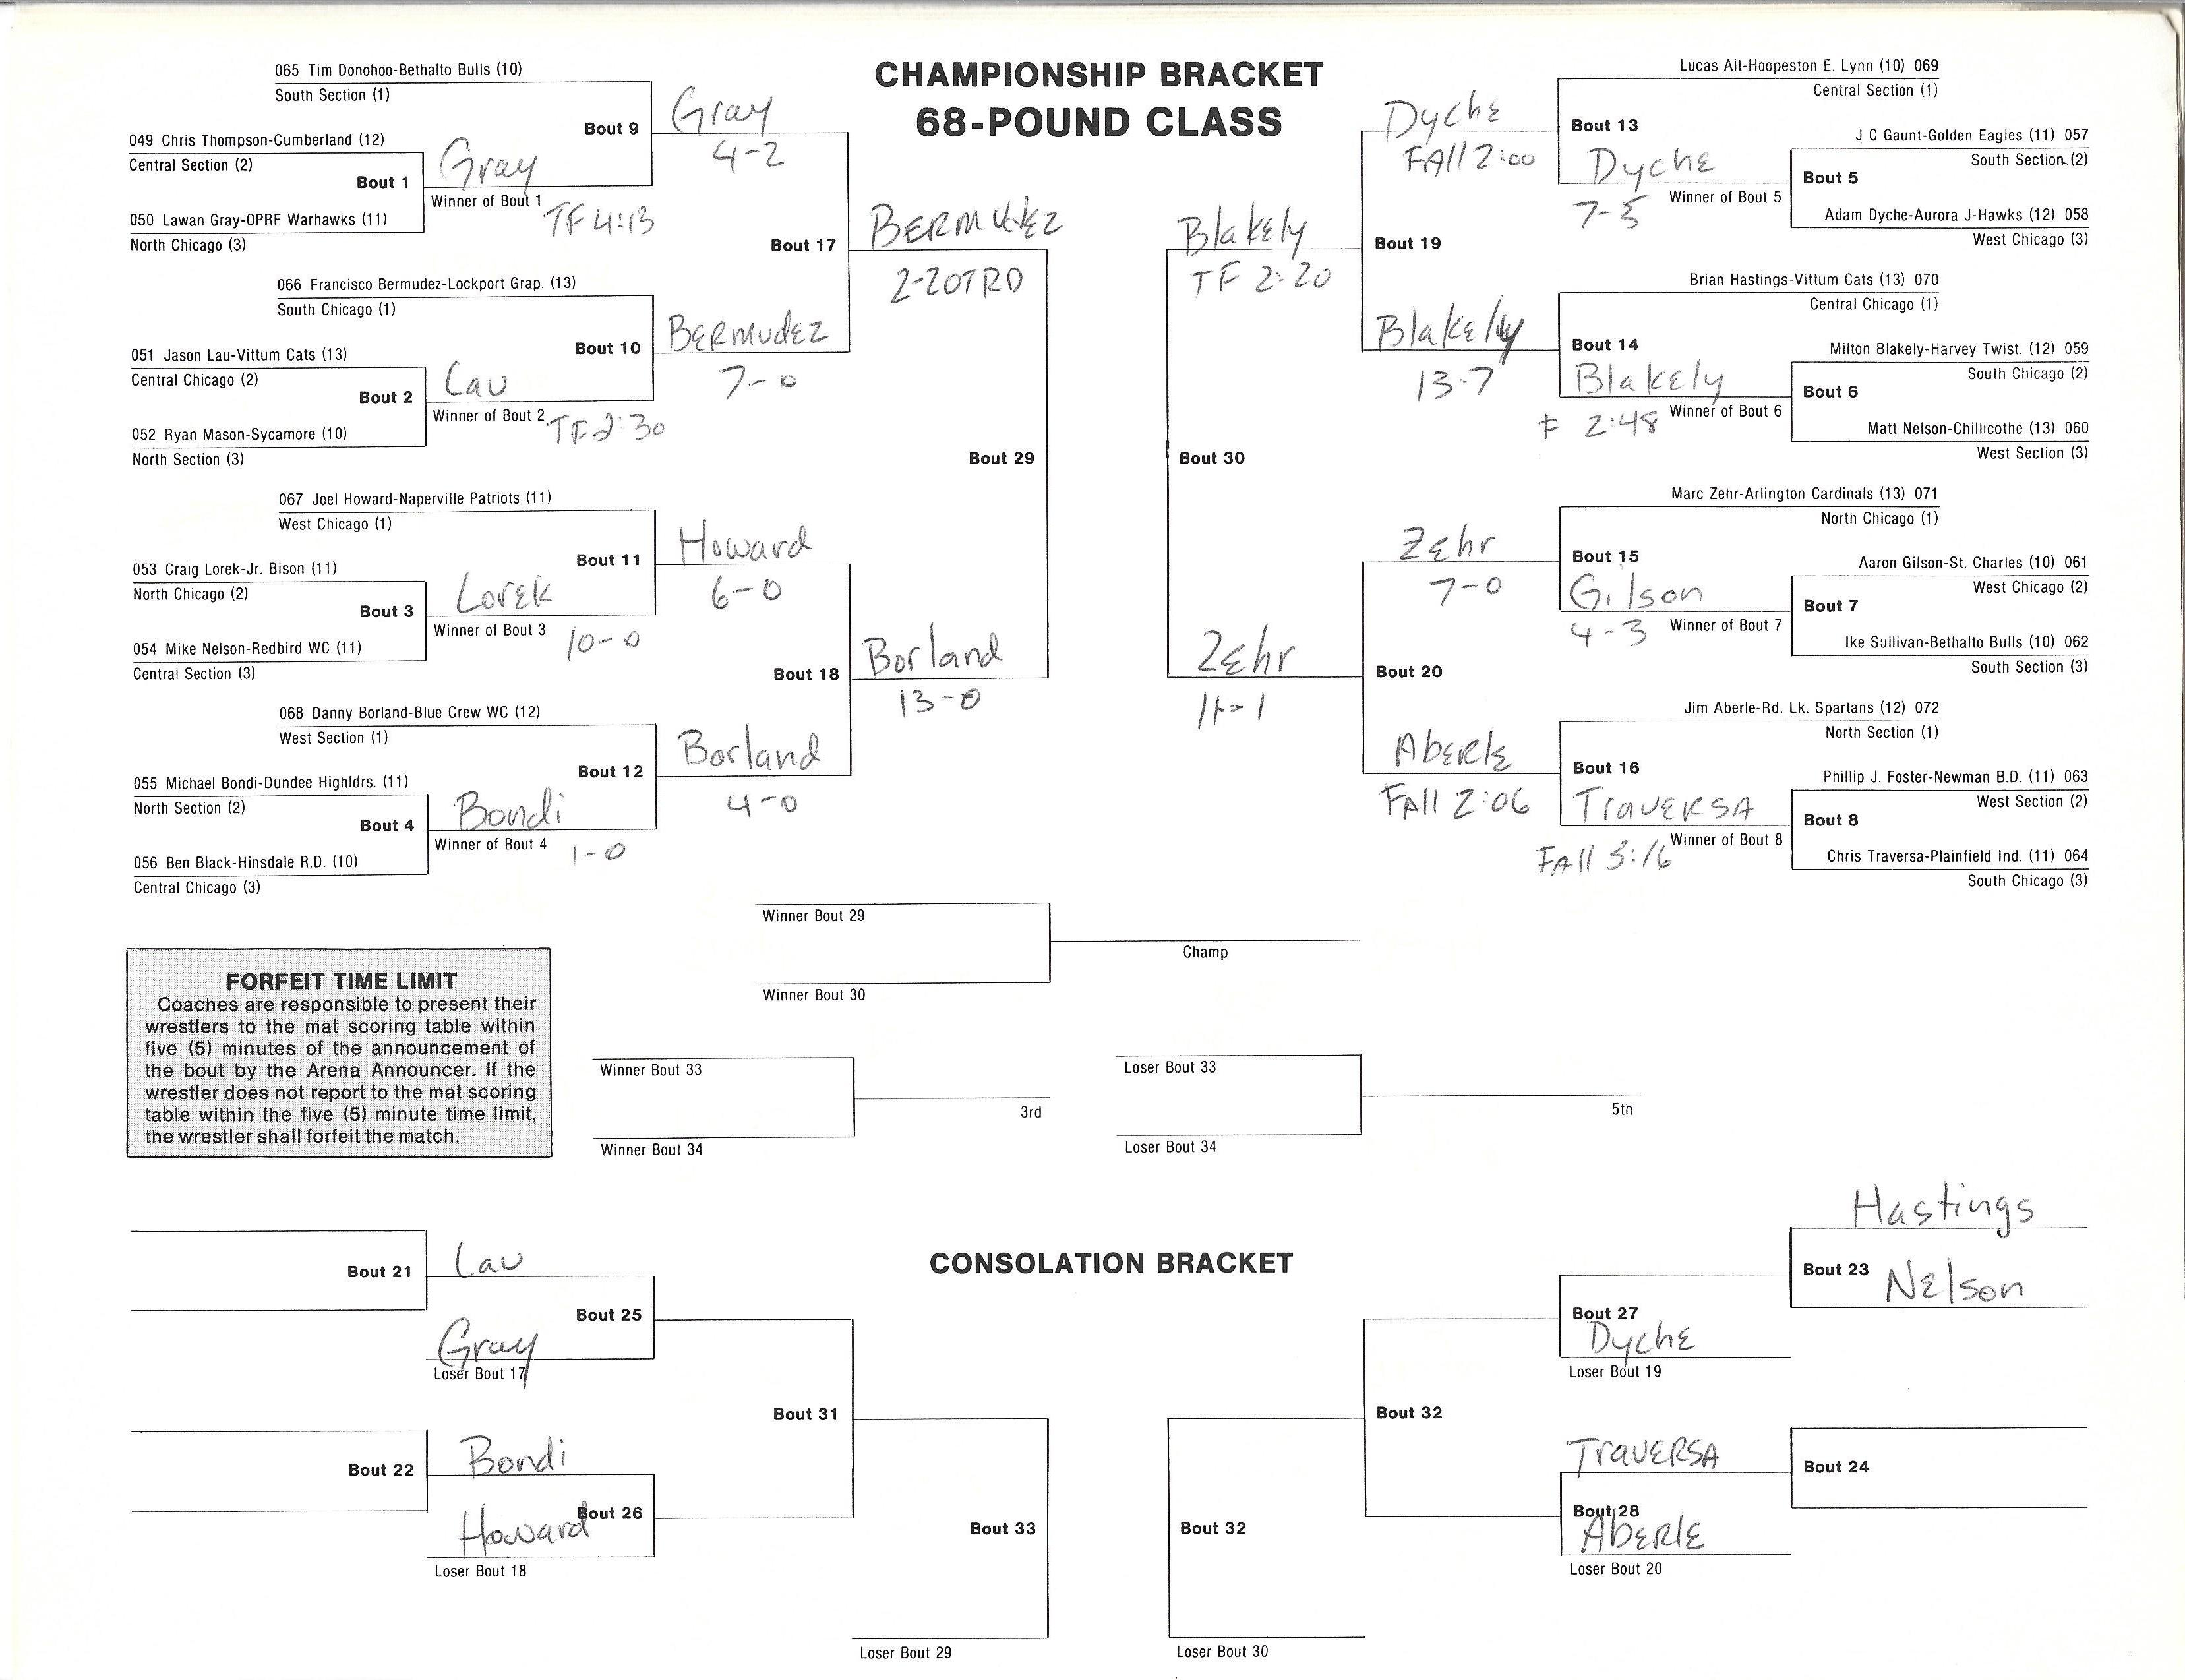 CHAMPIONSHIP BRACKET
68-POUND CLASS
065 Tim Donohoo-Bethalto Bulls (10)
South Section (1)
Bout 9
Gray
4-2
049 Chris Thompson-Cumberland (12)
Central Section (2)
Bout 1
Gray
Winner of Bout 1
TF 4:13
050 Lawan Gray-OPRF Warhawks (11)
North Chicago (3)
Bout 17
BERMUdEZ
2-2OTRD
066 Francisco Bermudez-Lockport Grap. (13)
South Chicago (1)
Bout 10
BERMUdEZ
7-0
051 Jason Lau-Vittum Cats (13)
Central Chicago (2)
Bout 2
Lau
Winner of Bout 2
TF 2:30
052 Ryan Mason-Sycamore (10)
North Section (3)
Bout 29
067 Joel Howard-Naperville Patriots (11)
West Chicago (1)
Bout 11
Howard
6-0
053 Craig Lorek-Jr. Bison (11)
North Chicago (2)
Bout 3
Lorek
Winner of Bout 3
10-0
054 Mike Nelson-Redbird WC (11)
Central Section (3)
Bout 18
Borland
13-0
068 Danny Borland-Blue Crew WC (12)
West Section (1)
Bout 12
Borland
4-0
055 Michael Bondi-Dundee Highldrs. (11)
North Section (2)
Bout 4
Bondi
Winner of Bout 4
1-0
056 Ben Black-Hinsdale R.D. (10)
Central Chicago (3)
Lucas Alt-Hoopeston E. Lynn (10) 069
Central Section (1)
Dyche
FAll 2:00
Bout 13
J C Gaunt-Golden Eagles (11) 057
South Section (2)
Dyche
7-5
Winner of Bout 5
Bout 5
Adam Dyche-Aurora J-Hawks (12) 058
West Chicago (3)
Blakely
TF 2:20
Bout 19
Brian Hastings-Vittum Cats (13) 070
Central Chicago (1)
Blakely
13-7
Bout 14
Milton Blakely-Harvey Twist. (12) 059
South Chicago (2)
Blakely
F 2:48
Winner of Bout 6
Bout 6
Matt Nelson-Chillicothe (13) 060
West Section (3)
Bout 30
Marc Zehr-Arlington Cardinals (13) 071
North Chicago (1)
Zehr
7-0
Bout 15
Aaron Gilson-St. Charles (10) 061
West Chicago (2)
Gilson
4-3
Winner of Bout 7
Bout 7
Ike Sullivan-Bethalto Bulls (10) 062
South Section (3)
Zehr
Bout 20
Jim Aberle-Rd. Lk. Spartans (12) 072
North Section (1)
Aberle
FAll 2:06
Bout 16
Phillip J. Foster-Newman B.D. (11) 063
West Section (2)
TraVERSA
FAll 3:16
Winner of Bout 8
Bout 8
Chris Traversa-Plainfield Ind. (11) 064
South Chicago (3)
Winner Bout 29
Champ
Winner Bout 30
FORFEIT TIME LIMIT
Coaches are responsible to present their
wrestlers to the mat scoring table within
five (5) minutes of the announcement of
the bout by the Arena Announcer. If the
wrestler does not report to the mat scoring
table within the five (5) minute time limit,
the wrestler shall forfeit the match.
Winner Bout 33
3rd
Winner Bout 34
Loser Bout 33
5th
Loser Bout 34
CONSOLATION BRACKET
Bout 21
Lau
Bout 25
Gray
Loser Bout 17
Bout 31
Bout 22
Bondi
Bout 26
Howard
Loser Bout 18
Bout 33
Loser Bout 29
Hastings
Bout 23
Nelson
Bout 27
Dyche
Loser Bout 19
Bout 32
TraVERSA
Bout 24
Bout 28
AbERlE
Loser Bout 20
Bout 32
Loser Bout 30